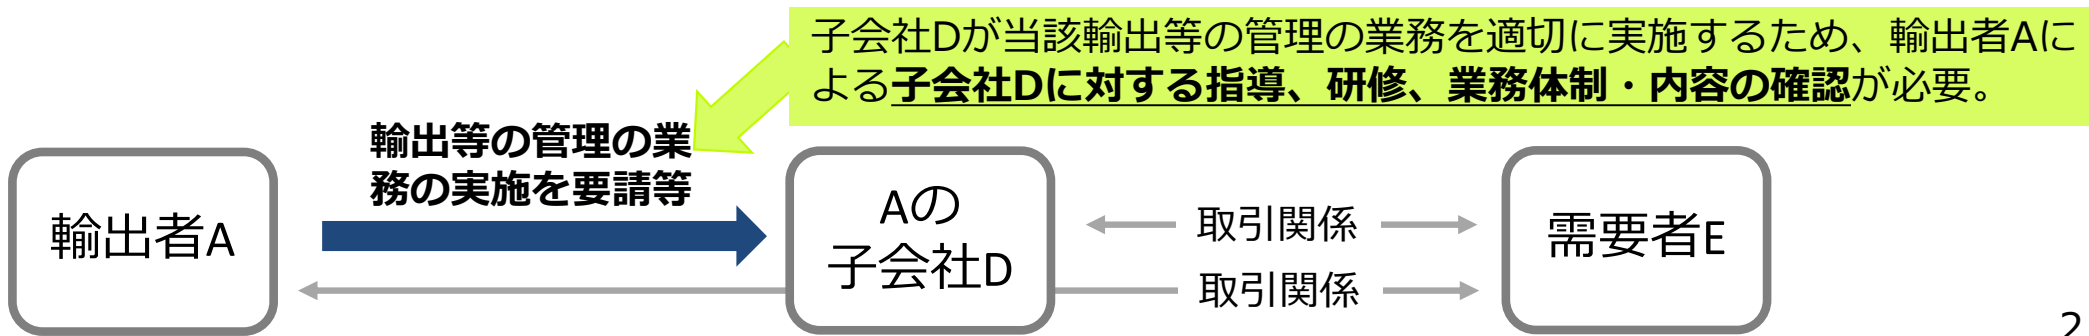 子会社Dが当該輸出等の管理の業務を適切に実施するため、輸出者Aに
よる子会社Dに対する指導、研修、業務体制・内容の確認が必要。
輸出等の管理の業
務の実施を要請等
輸出者A
Aの
子会社D
取引関係
取引関係
需要者E
2